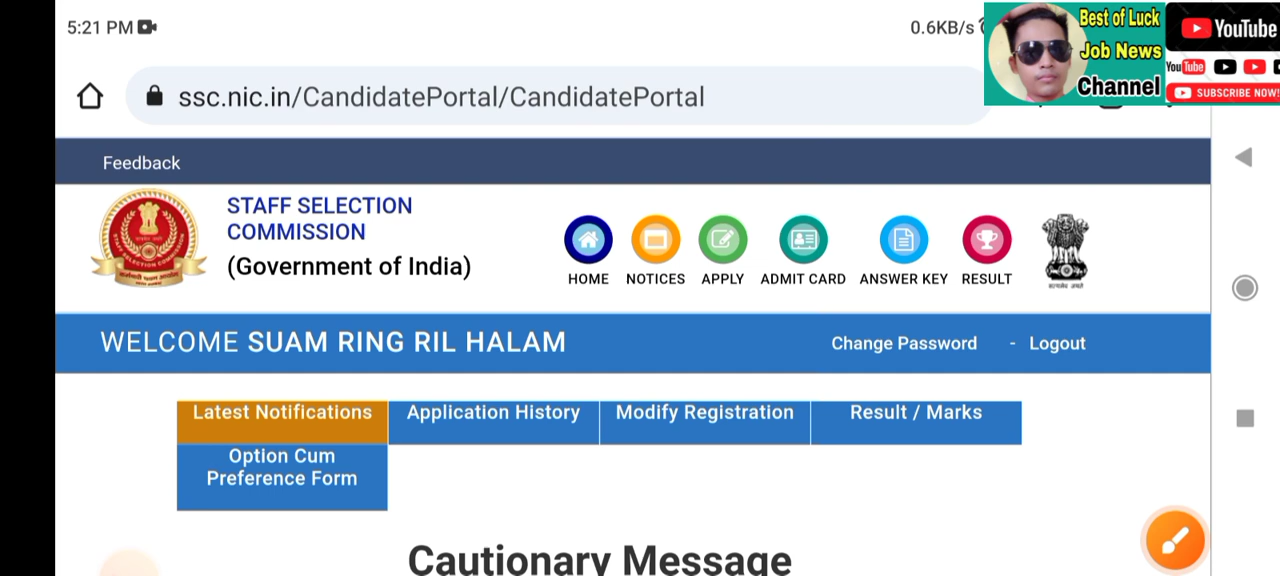 5:21 PM
0.6KB/s
Best of Luck
Job News
Channel
YouTube
You Tube
SUBSCRIBE NOW!
ssc.nic.in/CandidatePortal/CandidatePortal
Feedback
STAFF SELECTION
COMMISSION
(Government of India)
HOME NOTICES APPLY ADMIT CARD ANSWER KEY RESULT
WELCOME SUAM RING RIL HALAM
Change Password - Logout
Latest Notifications Application History Modify Registration Result / Marks
Option Cum
Preference Form
Cautionary Message